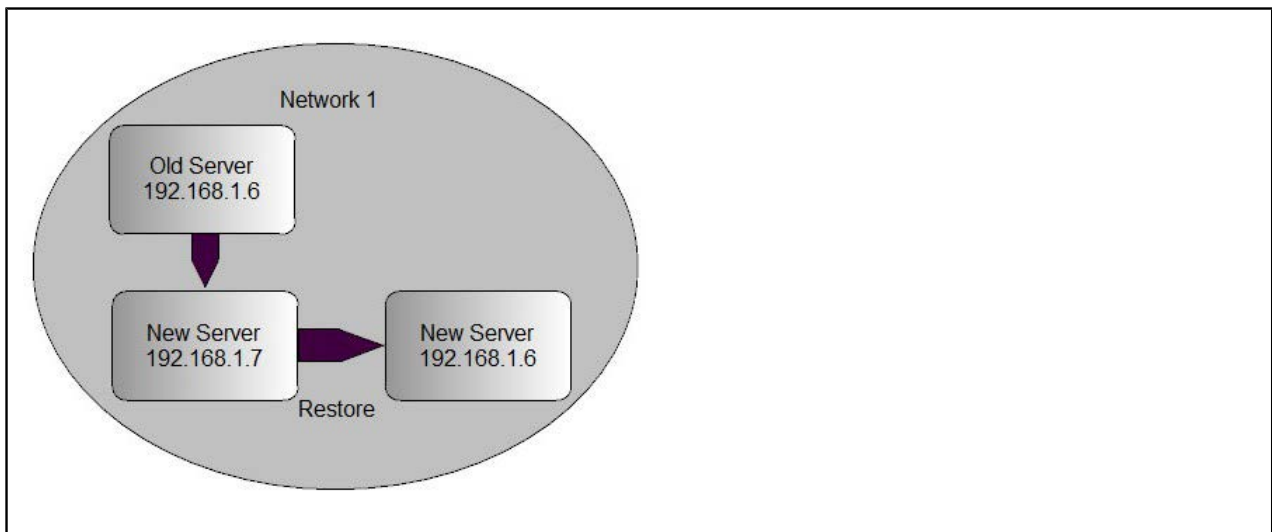 Network 1
Old Server
192.168.1.6
New Server
192.168.1.7
New Server
192.168.1.6
Restore